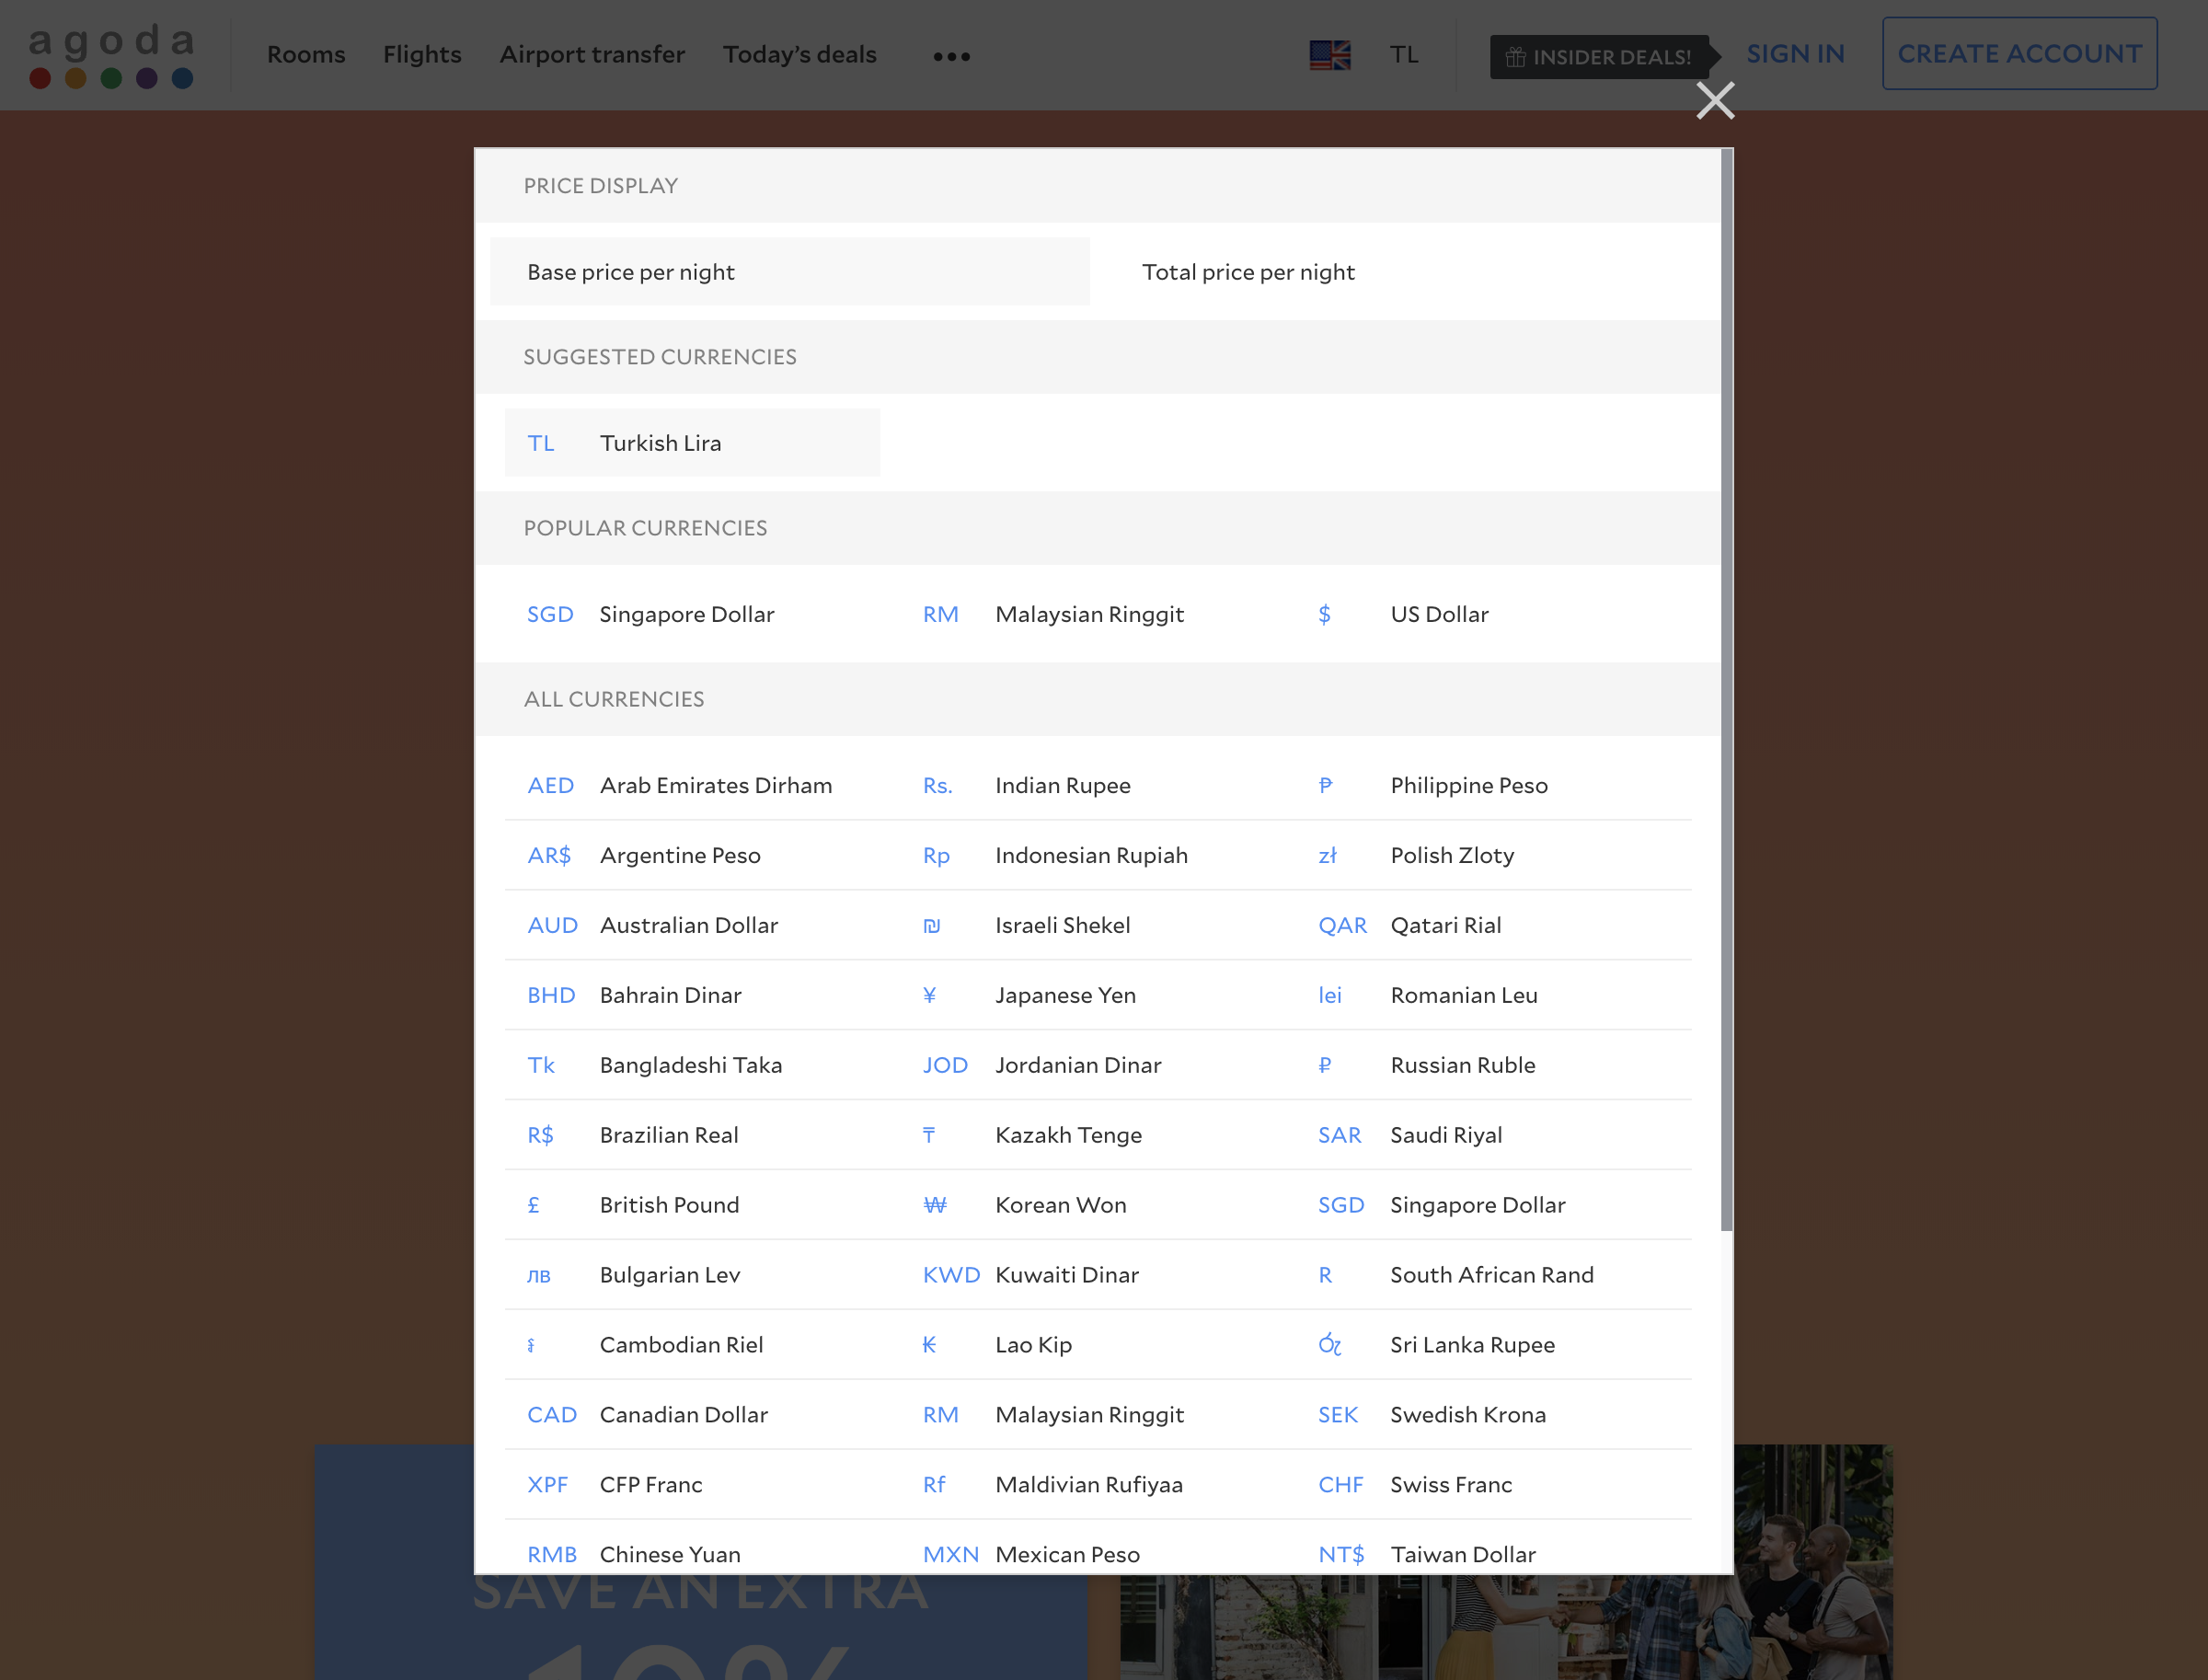 agoda
Rooms Flights Airport transfer Today's deals ••• TL INSIDER DEALS! SIGN IN CREATE ACCOUNT
PRICE DISPLAY
Base price per night Total price per night
SUGGESTED CURRENCIES
TL Turkish Lira
POPULAR CURRENCIES
SGD Singapore Dollar RM Malaysian Ringgit $ US Dollar
ALL CURRENCIES
AED Arab Emirates Dirham Rs. Indian Rupee ₱ Philippine Peso
AR$ Argentine Peso Rp Indonesian Rupiah zł Polish Zloty
AUD Australian Dollar ₪ Israeli Shekel QAR Qatari Rial
BHD Bahrain Dinar ¥ Japanese Yen lei Romanian Leu
Tk Bangladeshi Taka JOD Jordanian Dinar ₽ Russian Ruble
R$ Brazilian Real ₸ Kazakh Tenge SAR Saudi Riyal
£ British Pound ₩ Korean Won SGD Singapore Dollar
лв Bulgarian Lev KWD Kuwaiti Dinar R South African Rand
៛ Cambodian Riel ₭ Lao Kip රු Sri Lanka Rupee
CAD Canadian Dollar RM Malaysian Ringgit SEK Swedish Krona
XPF CFP Franc Rf Maldivian Rufiyaa CHF Swiss Franc
RMB Chinese Yuan MXN Mexican Peso NT$ Taiwan Dollar
SAVE AN EXTRA
10%